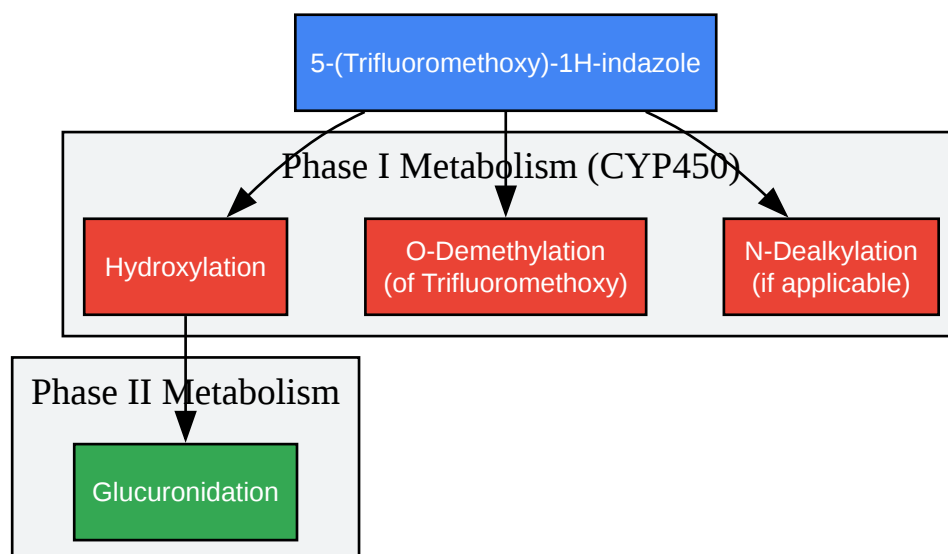 5-(Trifluoromethoxy)-1H-indazole
Phase I Metabolism (CYP450)
Hydroxylation
O-Demethylation
(of Trifluoromethoxy)
N-Dealkylation
(if applicable)
Phase II Metabolism
Glucuronidation